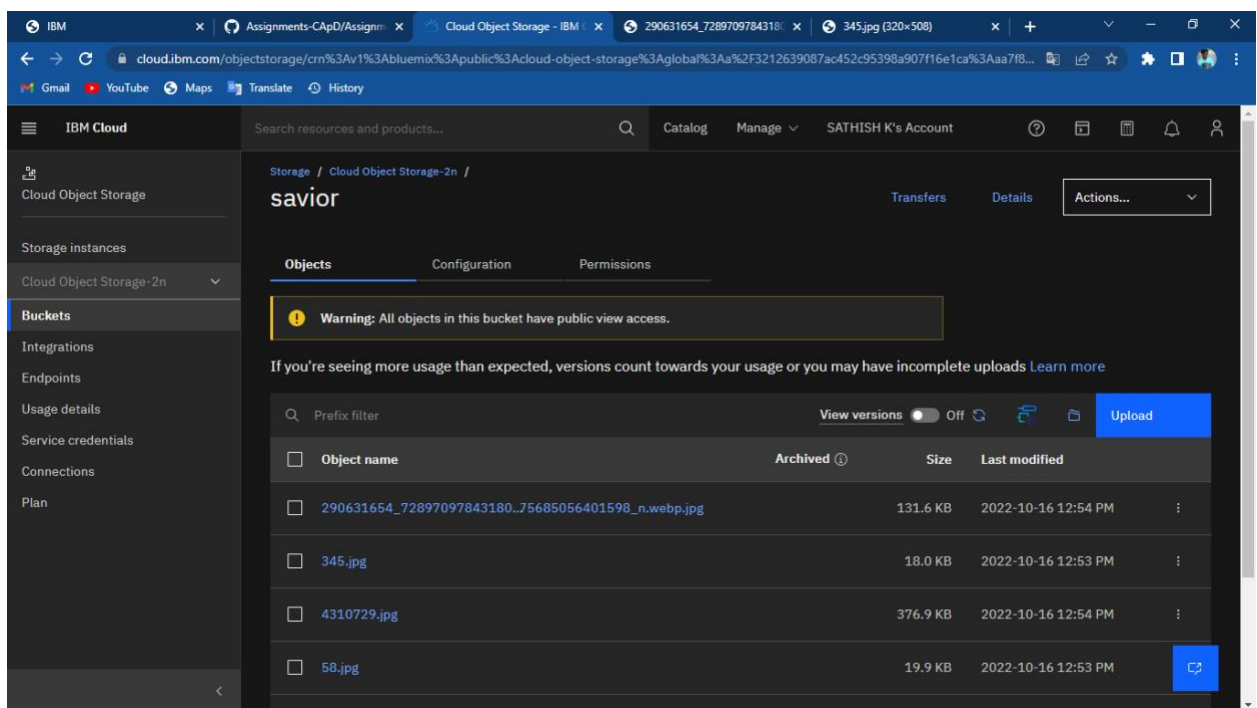 IBM
Assignments-CApD/Assignm
Cloud Object Storage - IBM
290631654_7289709784318
345.jpg (320×508)
cloud.ibm.com/objectstorage/crn%3Av1%3Abluemix%3Apublic%3Acloud-object-storage%3Aglobal%3Aa%2F3212639087ac452c95398a907f16e1ca%3Aaa7f8...
Gmail YouTube Maps Translate History
IBM Cloud Search resources and products... Catalog Manage SATHISH K's Account
Cloud Object Storage
Storage instances
Cloud Object Storage-2n
Buckets
Integrations
Endpoints
Usage details
Service credentials
Connections
Plan
Storage / Cloud Object Storage-2n /
savior Transfers Details Actions...
Objects Configuration Permissions
Warning: All objects in this bucket have public view access.
If you're seeing more usage than expected, versions count towards your usage or you may have incomplete uploads Learn more
Prefix filter View versions Off Upload
Object name Archived Size Last modified
290631654_72897097843180..75685056401598_n.webp.jpg 131.6 KB 2022-10-16 12:54 PM
345.jpg 18.0 KB 2022-10-16 12:53 PM
4310729.jpg 376.9 KB 2022-10-16 12:54 PM
58.jpg 19.9 KB 2022-10-16 12:53 PM